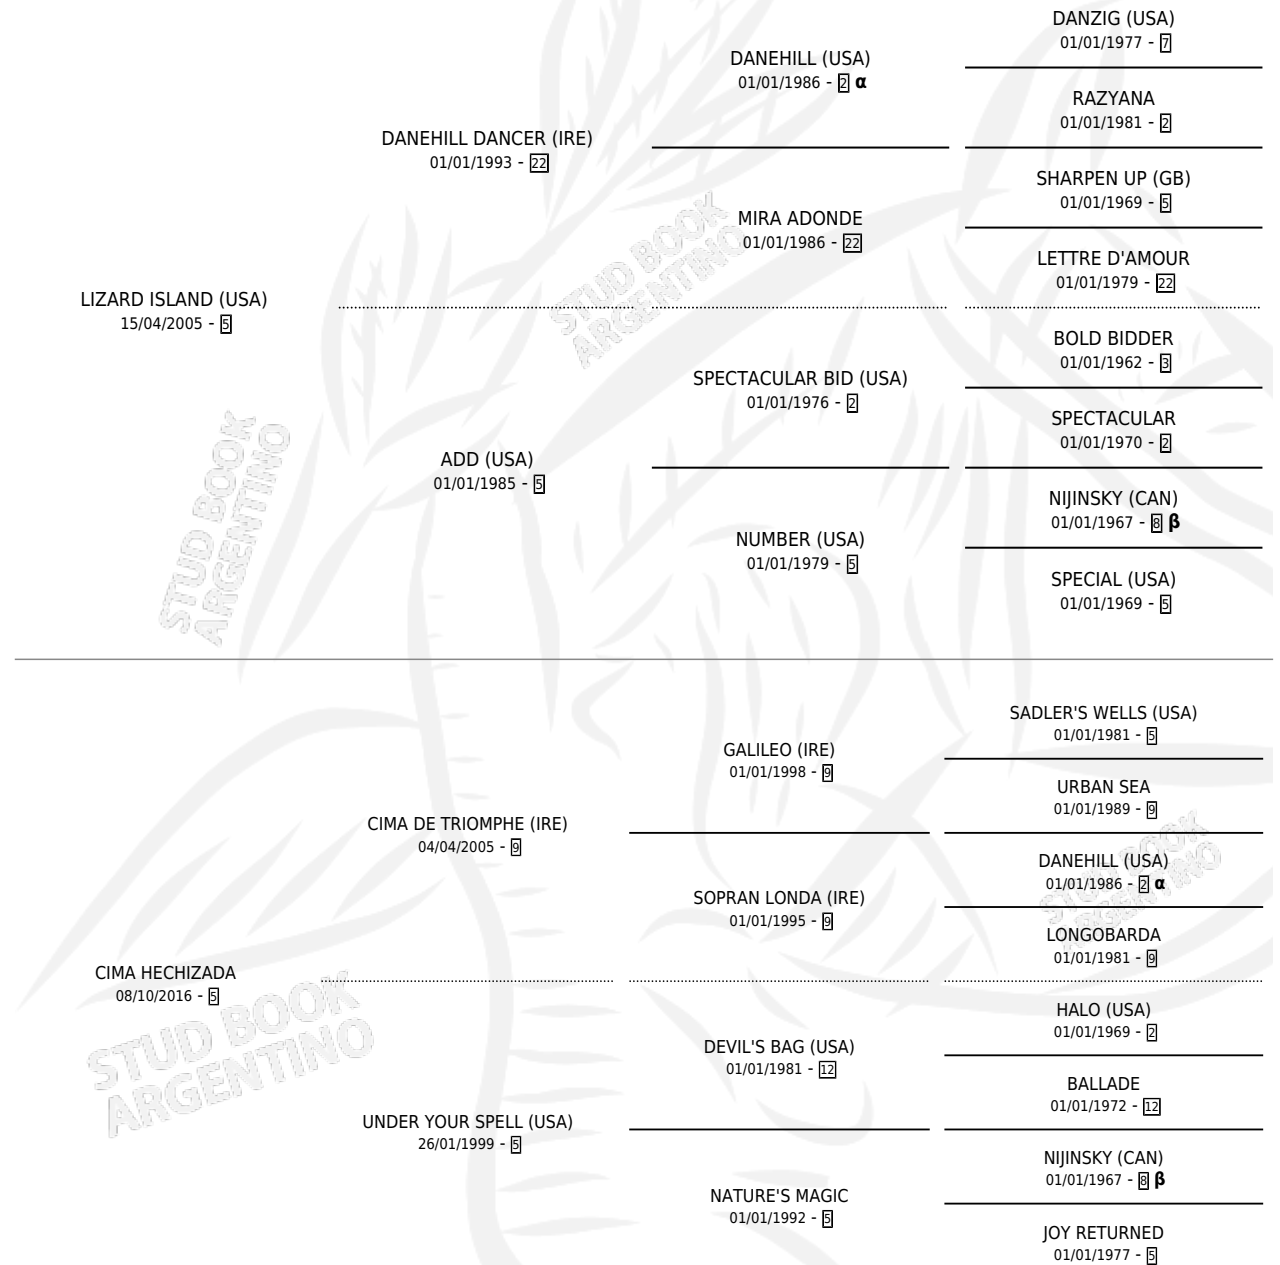 DANZIG (USA)
01/01/1977 - 7
DANEHILL (USA)
01/01/1986 - 2 α
RAZYANA
01/01/1981 - 2
DANEHILL DANCER (IRE)
01/01/1993 - 22
SHARPEN UP (GB)
01/01/1969 - 5
MIRA ADONDE
01/01/1986 - 22
LETTRE D'AMOUR
01/01/1979 - 22
LIZARD ISLAND (USA)
15/04/2005 - 5
BOLD BIDDER
01/01/1962 - 3
SPECTACULAR BID (USA)
01/01/1976 - 2
SPECTACULAR
01/01/1970 - 2
ADD (USA)
01/01/1985 - 5
NIJINSKY (CAN)
01/01/1967 - 8 β
NUMBER (USA)
01/01/1979 - 5
SPECIAL (USA)
01/01/1969 - 5
SADLER'S WELLS (USA)
01/01/1981 - 5
GALILEO (IRE)
01/01/1998 - 9
URBAN SEA
01/01/1989 - 9
CIMA DE TRIOMPHE (IRE)
04/04/2005 - 9
DANEHILL (USA)
01/01/1986 - 2 α
SOPRAN LONDA (IRE)
01/01/1995 - 9
LONGOBARDA
01/01/1981 - 9
CIMA HECHIZADA
08/10/2016 - 5
HALO (USA)
01/01/1969 - 2
DEVIL'S BAG (USA)
01/01/1981 - 12
BALLADE
01/01/1972 - 12
UNDER YOUR SPELL (USA)
26/01/1999 - 5
NIJINSKY (CAN)
01/01/1967 - 8 β
NATURE'S MAGIC
01/01/1992 - 5
JOY RETURNED
01/01/1977 - 5
STUD BOOK
ARGENTINO
STUD BOOK
ARGENTINO
STUD BOOK
ARGENTINO
STUD BOOK
ARGENTINO